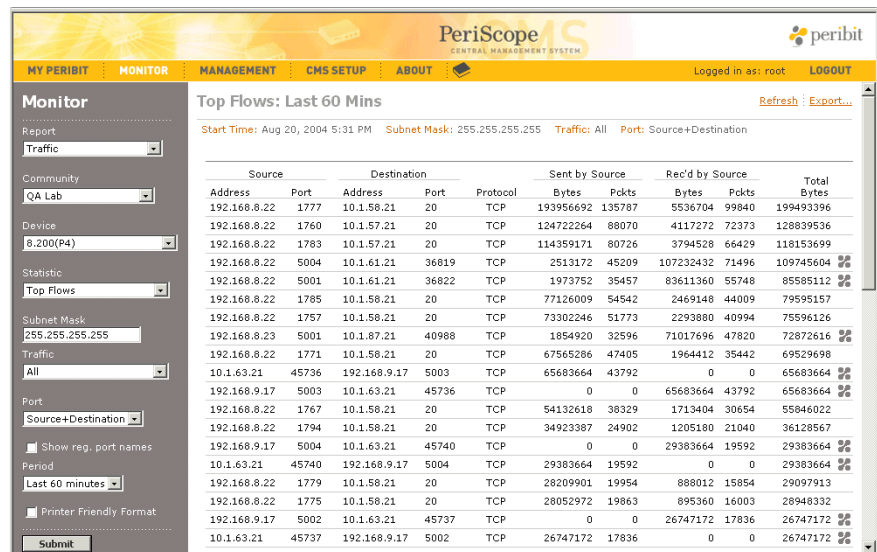 PeriScope
CENTRAL MANAGEMENT SYSTEM
peribit
MY PERIBIT MONITOR MANAGEMENT CMS SETUP ABOUT Logged in as: root LOGOUT
Monitor
Report
Traffic
Community
QA Lab
Device
8.200(P4)
Statistic
Top Flows
Subnet Mask
255.255.255.255
Traffic
All
Port
Source+Destination
Show reg. port names
Period
Last 60 minutes
Printer Friendly Format
Submit
Top Flows: Last 60 Mins
Refresh Export...
Start Time: Aug 20, 2004 5:31 PM Subnet Mask: 255.255.255.255 Traffic: All Port: Source+Destination
Source Destination Sent by Source Rec'd by Source Total
Address Port Address Port Protocol Bytes Pckts Bytes Pckts Bytes
192.168.8.22 1777 10.1.58.21 20 TCP 193956692 135787 5536704 99840 199493396
192.168.8.22 1760 10.1.57.21 20 TCP 124722264 88070 4117272 72373 128839536
192.168.8.22 1783 10.1.57.21 20 TCP 114359171 80726 3794528 66429 118153699
192.168.8.22 5004 10.1.61.21 36819 TCP 2513172 45209 107232432 71496 109745604
192.168.8.22 5001 10.1.61.21 36822 TCP 1973752 35457 83611360 55748 85585112
192.168.8.22 1785 10.1.58.21 20 TCP 77126009 54542 2469148 44009 79595157
192.168.8.22 1757 10.1.58.21 20 TCP 73302246 51773 2293880 40994 75596126
192.168.8.23 5001 10.1.87.21 40988 TCP 1854920 32596 71017696 47820 72872616
192.168.8.22 1771 10.1.58.21 20 TCP 67565286 47405 1964412 35442 69529698
10.1.63.21 45736 192.168.9.17 5003 TCP 65683664 43792 0 0 65683664
192.168.9.17 5003 10.1.63.21 45736 TCP 0 0 65683664 43792 65683664
192.168.8.22 1767 10.1.58.21 20 TCP 54132618 38329 1713404 30654 55846022
192.168.8.22 1794 10.1.58.21 20 TCP 34923387 24902 1205180 21040 36128567
192.168.9.17 5004 10.1.63.21 45740 TCP 0 0 29383664 19592 29383664
10.1.63.21 45740 192.168.9.17 5004 TCP 29383664 19592 0 0 29383664
192.168.8.22 1779 10.1.58.21 20 TCP 28209901 19954 888012 15854 29097913
192.168.8.22 1775 10.1.58.21 20 TCP 28052972 19863 895360 16003 28948332
192.168.9.17 5002 10.1.63.21 45737 TCP 0 0 26747172 17836 26747172
10.1.63.21 45737 192.168.9.17 5002 TCP 26747172 17836 0 0 26747172